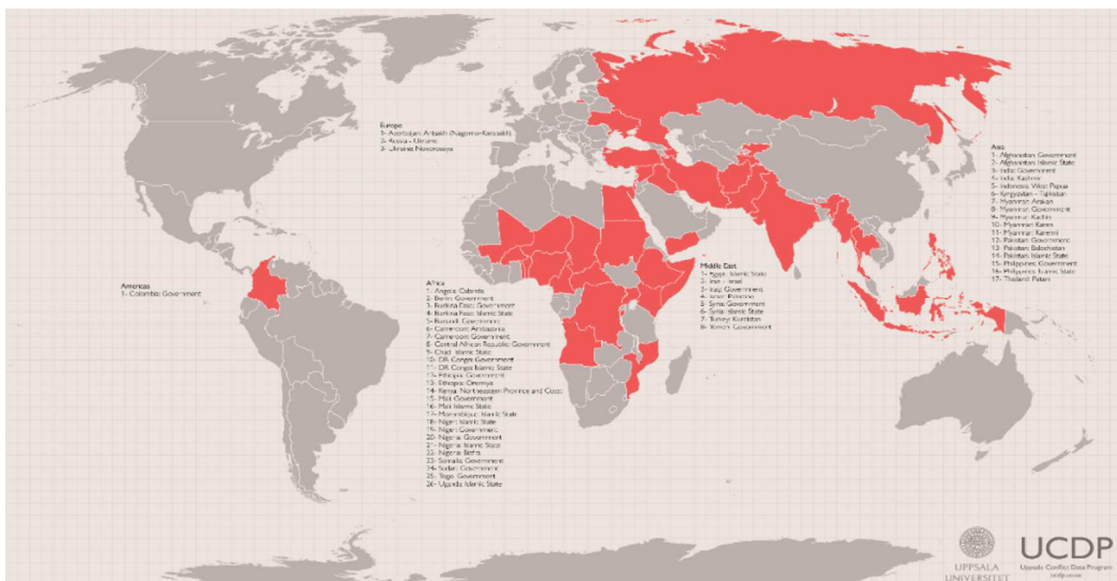 Europe
1- Azerbaijan: Artsakh (Nagorno-Karabakh)
2- Russia - Ukraine
3- Ukraine: Novorossiya
Asia
1- Afghanistan: Government
2- Afghanistan: Islamic State
3- India: Government
4- India: Kashmir
5- Indonesia: West Papua
6- Kyrgyzstan - Tajikistan
7- Myanmar: Arakan
8- Myanmar: Government
9- Myanmar: Kachin
10- Myanmar: Karen
11- Myanmar: Karenni
12- Pakistan: Government
13- Pakistan: Balochistan
14- Pakistan: Islamic State
15- Philippines: Government
16- Philippines: Islamic State
17- Thailand: Patani
Middle East
1- Egypt: Islamic State
2- Iran - Israel
3- Iraq: Government
4- Israel: Palestine
5- Syria: Government
6- Syria: Islamic State
7- Turkey: Kurdistan
8- Yemen: Government
Americas
1- Colombia: Government
Africa
1- Angola: Cabinda
2- Benin: Government
3- Burkina Faso: Government
4- Burkina Faso: Islamic State
5- Burundi: Government
6- Cameroon: Ambazonia
7- Cameroon: Government
8- Central African Republic: Government
9- Chad: Islamic State
10- DR Congo: Government
11- DR Congo: Islamic State
12- Ethiopia: Government
13- Ethiopia: Oromiya
14- Kenya: Northeastern Province and Coast
15- Mali: Government
16- Mali: Islamic State
17- Mozambique: Islamic State
18- Niger: Islamic State
19- Niger: Government
20- Nigeria: Government
21- Nigeria: Islamic State
22- Nigeria: Biafra
23- Somalia: Government
24- Sudan: Government
25- Togo: Government
26- Uganda: Islamic State
UPPSALA
UNIVERSITET
UCDP
Uppsala Conflict Data Program